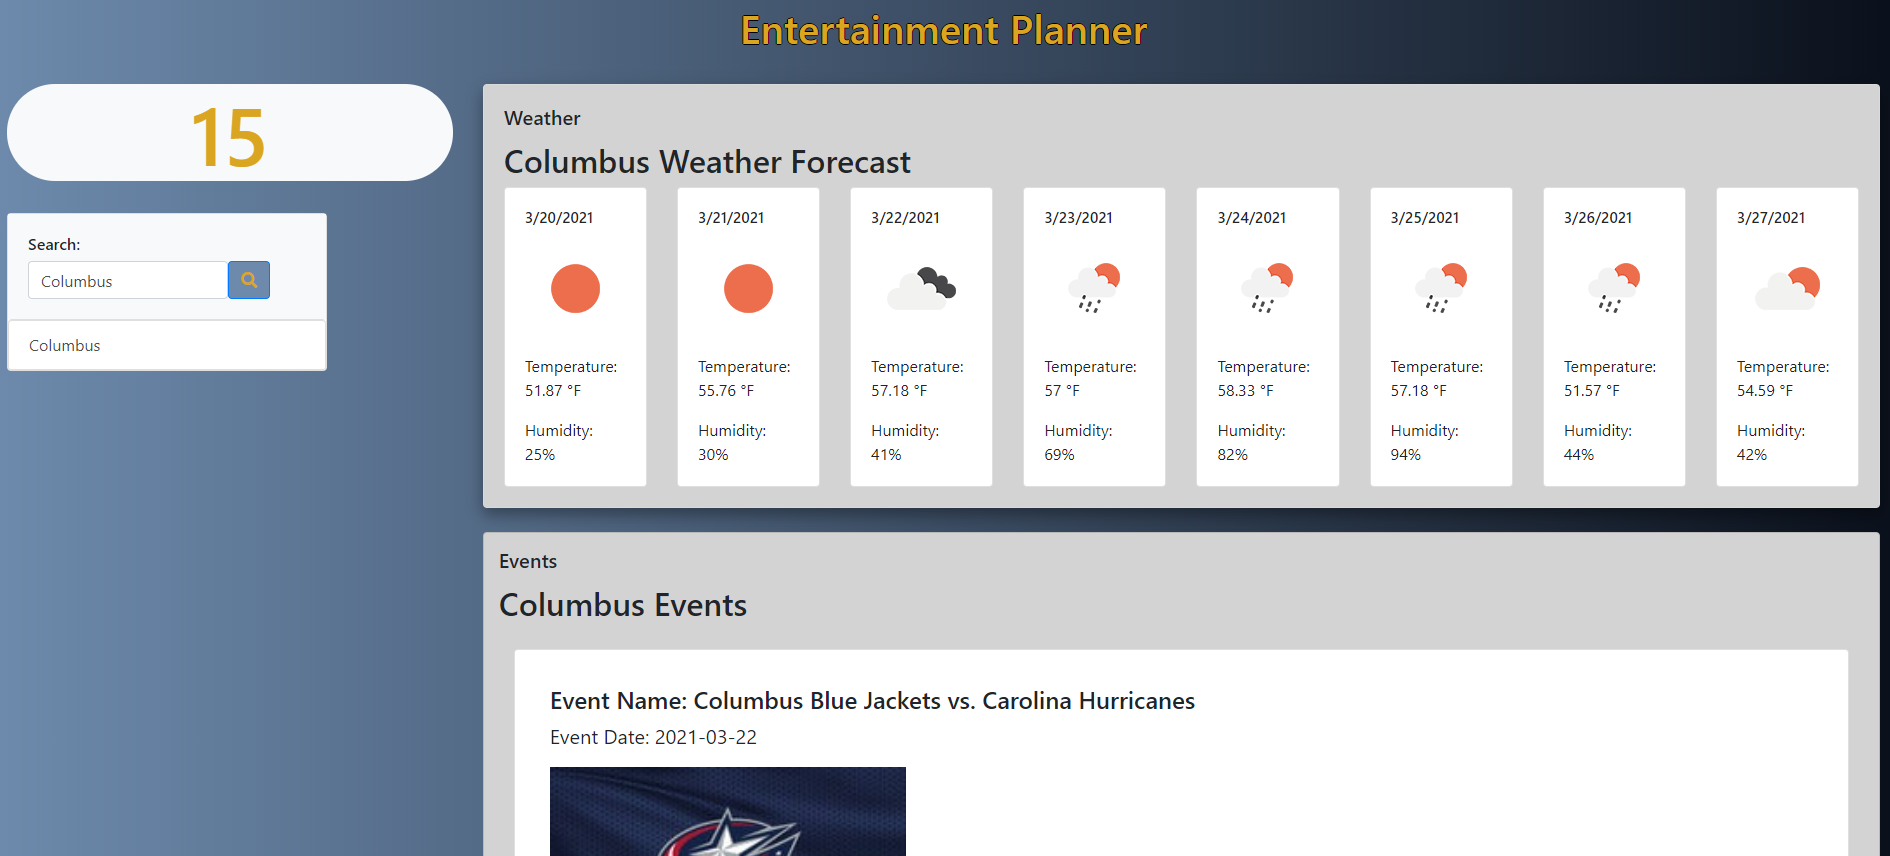 Entertainment Planner
15
Search:
Columbus
Columbus
Weather
Columbus Weather Forecast
3/20/2021
Temperature:
51.87 °F
Humidity:
25%
3/21/2021
Temperature:
55.76 °F
Humidity:
30%
3/22/2021
Temperature:
57.18 °F
Humidity:
41%
3/23/2021
Temperature:
57 °F
Humidity:
69%
3/24/2021
Temperature:
58.33 °F
Humidity:
82%
3/25/2021
Temperature:
57.18 °F
Humidity:
94%
3/26/2021
Temperature:
51.57 °F
Humidity:
44%
3/27/2021
Temperature:
54.59 °F
Humidity:
42%
Events
Columbus Events
Event Name: Columbus Blue Jackets vs. Carolina Hurricanes
Event Date: 2021-03-22